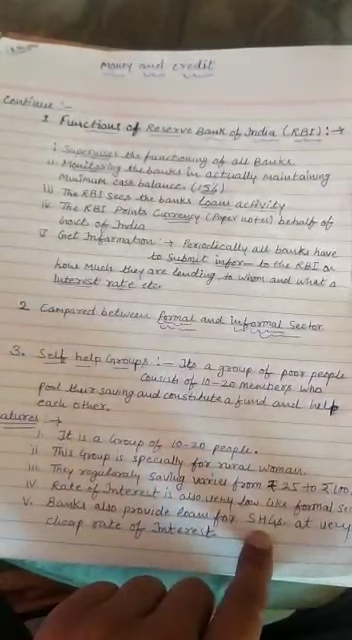 Money and credit
Continue :-
1 Functions of Reserve Bank of India (RBI) :→
i Supervises the functioning of all Banks.
ii. Monitoring the banks in actually maintaining
Minimum cash balance (15%)
iii The RBI sees the banks loan activity
iv The RBI Prints Currency (Paper notes) behalf of
Govt. of India
v Get Information :→ Periodically all banks have
to Submit infor— to the RBI on
how Much they are lending to whom and what a
Interest rate etc.
2 Compared between formal and informal Sector
3. Self help Groups :- Its a group of poor people
Consists of 10-20 members who
Pool their saving and constitute a fund and help
each other.
atures :→
i. It is a Group of 10-20 people.
ii This Group is specially for rural woman.
iii. They regularaly saving varies from ₹25 to ₹100
iv Rate of Interest is also very low like formal se
v. Banks also provide loan for SHGs. at very
cheap rate of Interest.